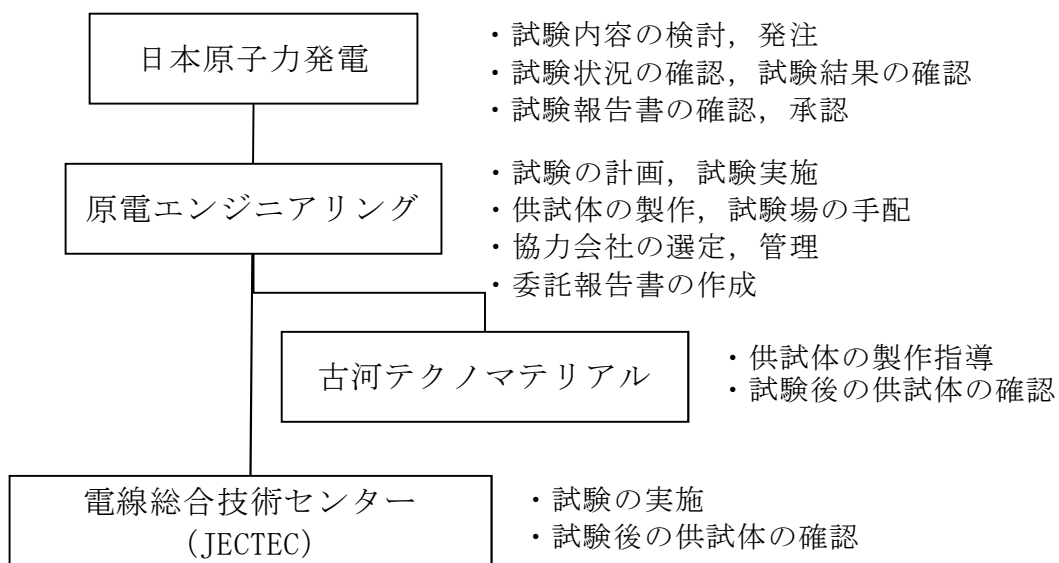 日本原子力発電
・試験内容の検討，発注
・試験状況の確認，試験結果の確認
・試験報告書の確認，承認
原電エンジニアリング
・試験の計画，試験実施
・供試体の製作，試験場の手配
・協力会社の選定，管理
・委託報告書の作成
古河テクノマテリアル
・供試体の製作指導
・試験後の供試体の確認
電線総合技術センター
（JECTEC）
・試験の実施
・試験後の供試体の確認